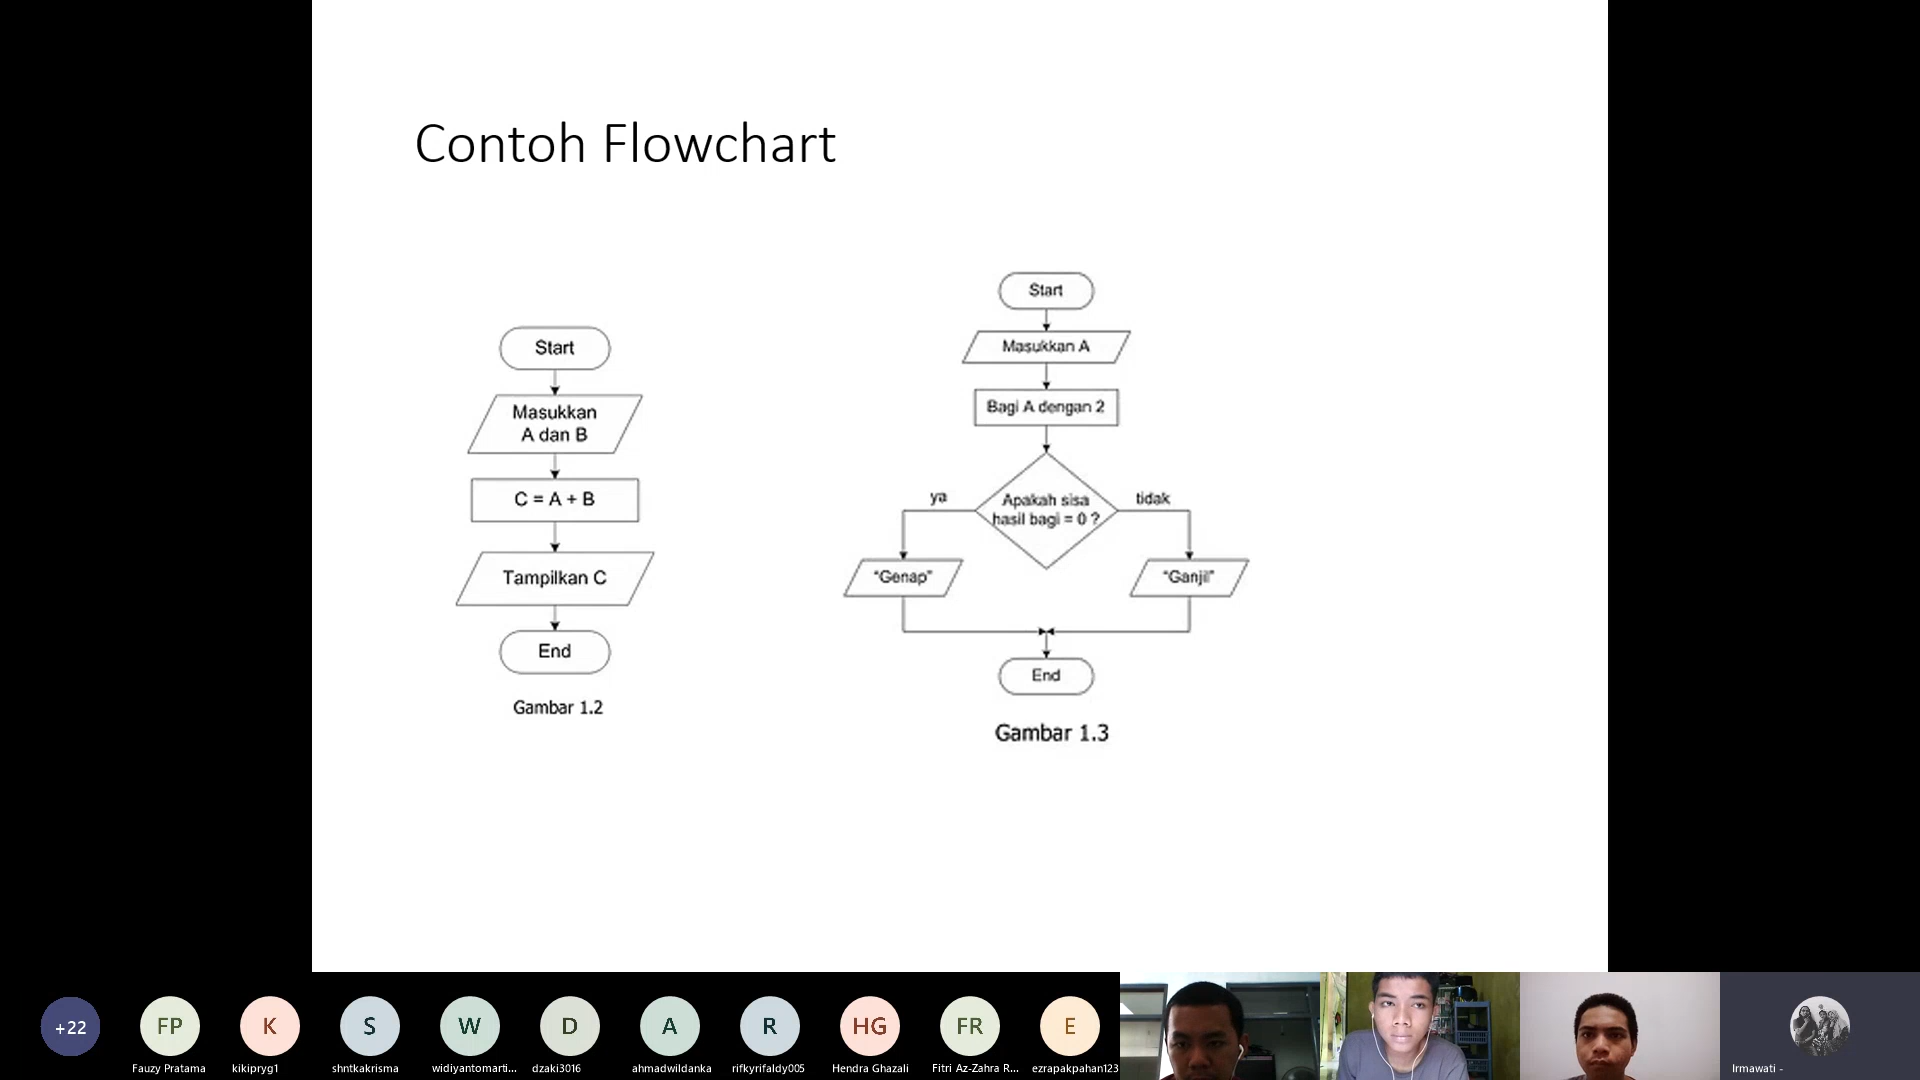 Contoh Flowchart
Start
Masukkan
A dan B
C = A + B
Tampilkan C
End
Gambar 1.2
Start
Masukkan A
Bagi A dengan 2
Apakah sisa
hasil bagi = 0 ?
ya
tidak
"Genap"
"Ganjil"
End
Gambar 1.3
+22
FP
K
S
W
D
A
R
HG
FR
E
Fauzy Pratama
kikipryg1
shntkakrisma
widiyantomarti...
dzaki3016
ahmadwildanka
rifkyrifaldy005
Hendra Ghazali
Fitri Az-Zahra R...
ezrapakpahan123
Irmawati -